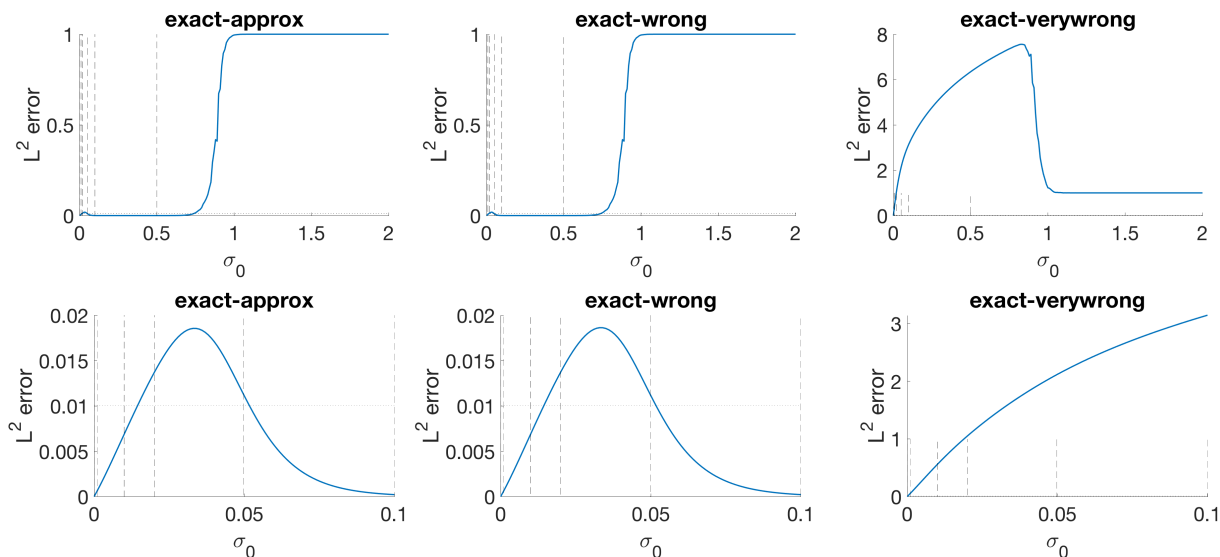 exact-approx
1
0.5
0
L² error
0 0.5 1 1.5 2
σ₀
exact-wrong
1
0.5
0
L² error
0 0.5 1 1.5 2
σ₀
exact-verywrong
8
6
4
2
0
L² error
0 0.5 1 1.5 2
σ₀
exact-approx
0.02
0.015
0.01
0.005
0
L² error
0 0.05 0.1
σ₀
exact-wrong
0.02
0.015
0.01
0.005
0
L² error
0 0.05 0.1
σ₀
exact-verywrong
3
2
1
0
L² error
0 0.05 0.1
σ₀